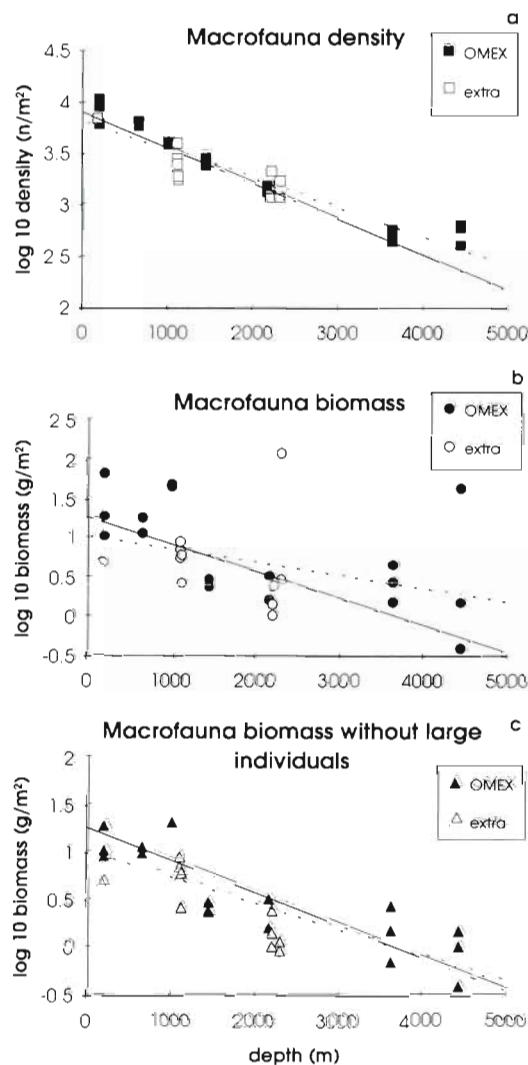 a
Macrofauna density
OMEX
extra
log 10 density (n/m²)
4.5
4
3.5
3
2.5
2
0 1000 2000 3000 4000 5000
b
Macrofauna biomass
OMEX
extra
log 10 biomass (g/m²)
2 5
2
1.5
1
0.5
0
-0.5
0 1000 2000 3000 4000 5000
c
Macrofauna biomass without large
individuals
OMEX
extra
log 10 biomass (g/m²)
2
1.5
1
0.5
0
-0 5
0 1000 2000 3000 4000 5000
depth (m)